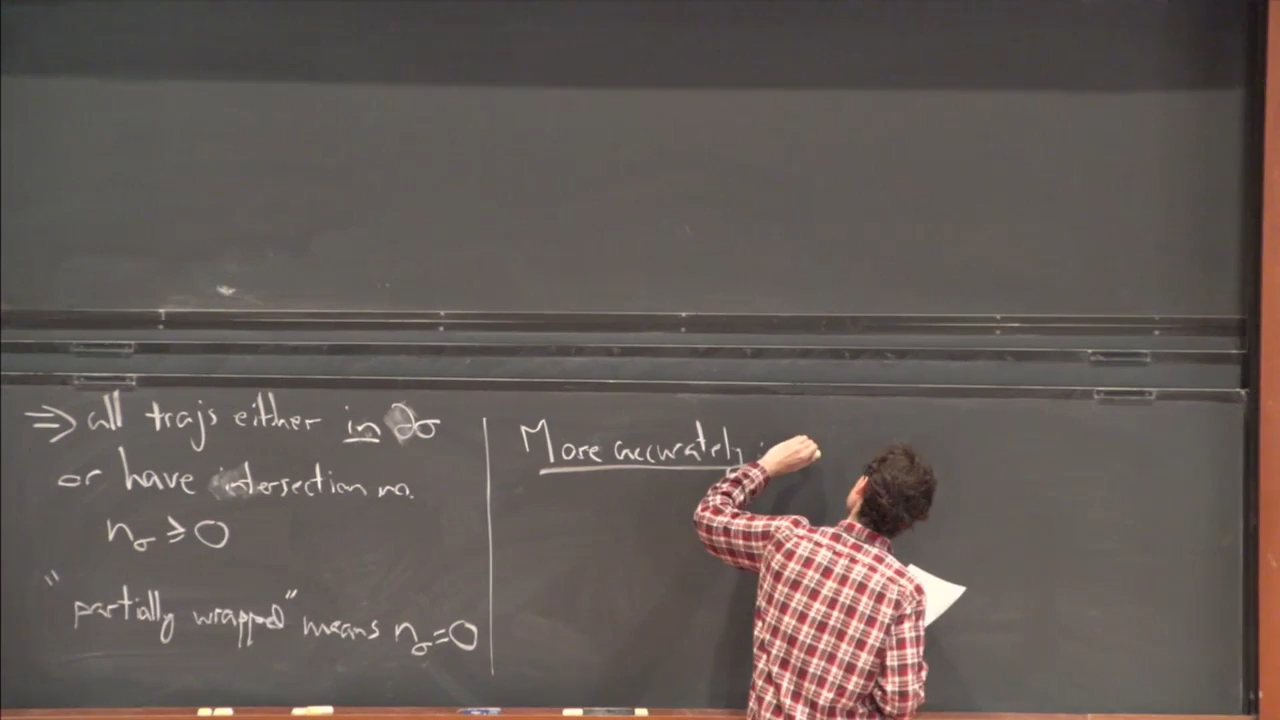 ⇒ all trajs either in ∂σ
or have intersection no.
n_σ ≥ 0
"partially wrapped" means n_σ = 0
More accurately: